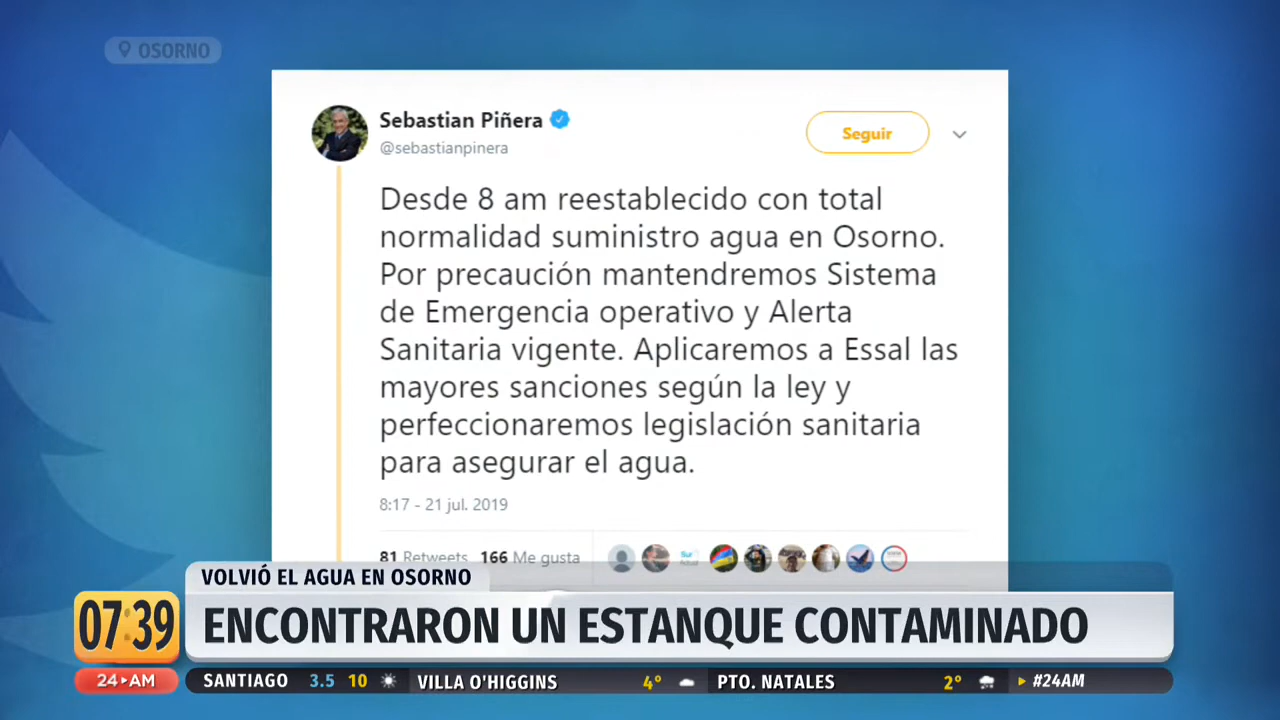 OSORNO
Sebastian Piñera
@sebastianpinera
Seguir
Desde 8 am reestablecido con total
normalidad suministro agua en Osorno.
Por precaución mantendremos Sistema
de Emergencia operativo y Alerta
Sanitaria vigente. Aplicaremos a Essal las
mayores sanciones según la ley y
perfeccionaremos legislación sanitaria
para asegurar el agua.
8:17 - 21 jul. 2019
81 Retweets 166 Me gusta
VOLVIÓ EL AGUA EN OSORNO
07:39 ENCONTRARON UN ESTANQUE CONTAMINADO
24 AM SANTIAGO 3.5 10 VILLA O'HIGGINS 4° PTO. NATALES 2° #24AM